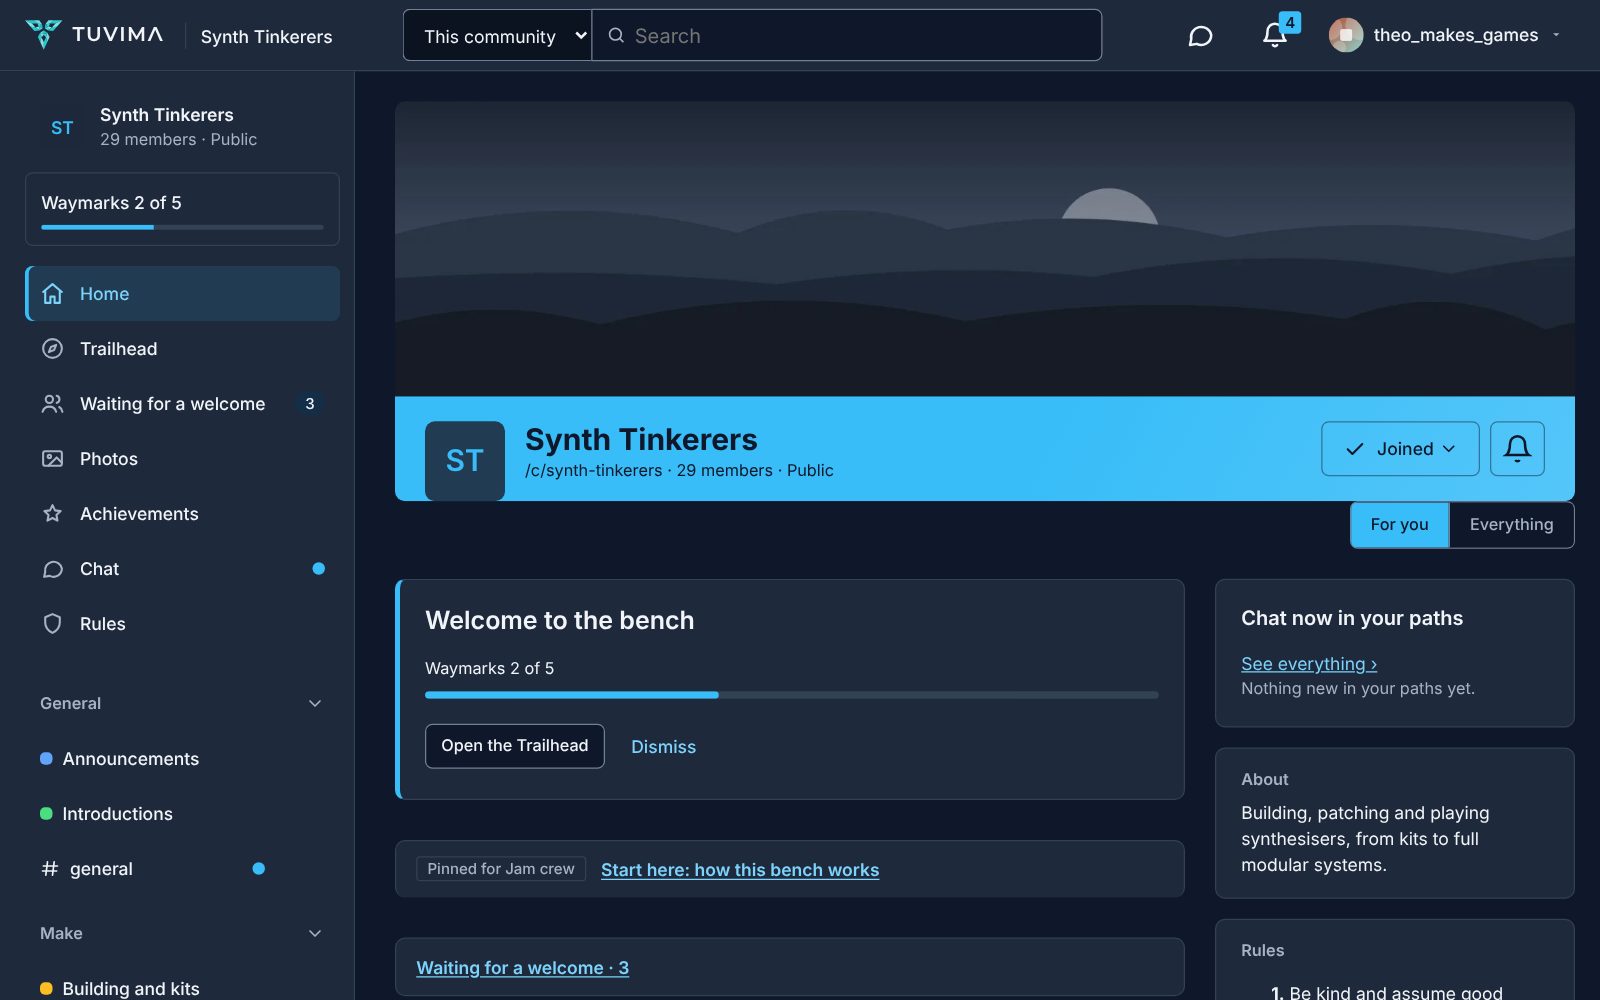 TUVIMA
Synth Tinkerers
This community
Search
4
theo_makes_games
ST
Synth Tinkerers
29 members · Public
Waymarks 2 of 5
Home
Trailhead
Waiting for a welcome 3
Photos
Achievements
Chat
Rules
General
Announcements
Introductions
# general
Make
Building and kits
ST
Synth Tinkerers
/c/synth-tinkerers · 29 members · Public
Joined
For you
Everything
Welcome to the bench
Waymarks 2 of 5
Open the Trailhead
Dismiss
Pinned for Jam crew
Start here: how this bench works
Waiting for a welcome · 3
Chat now in your paths
See everything ›
Nothing new in your paths yet.
About
Building, patching and playing
synthesisers, from kits to full
modular systems.
Rules
1. Be kind and assume good